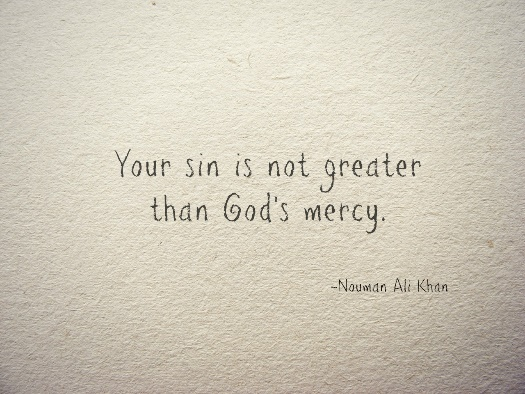 Your sin is not greater
than God's mercy.
-Nouman Ali Khan